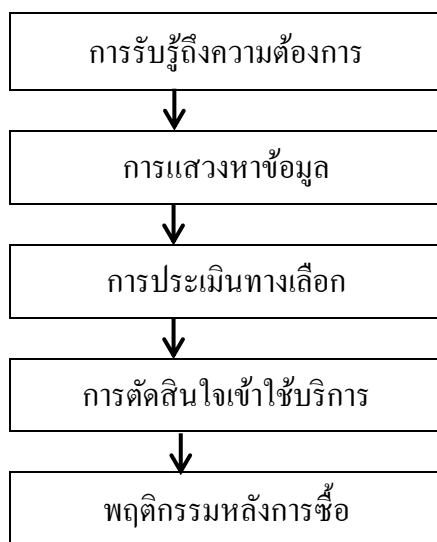 การรับรู้ถึงความต้องการ
การแสวงหาข้อมูล
การประเมินทางเลือก
การตัดสินใจเข้าใช้บริการ
พฤติกรรมหลังการซื้อ